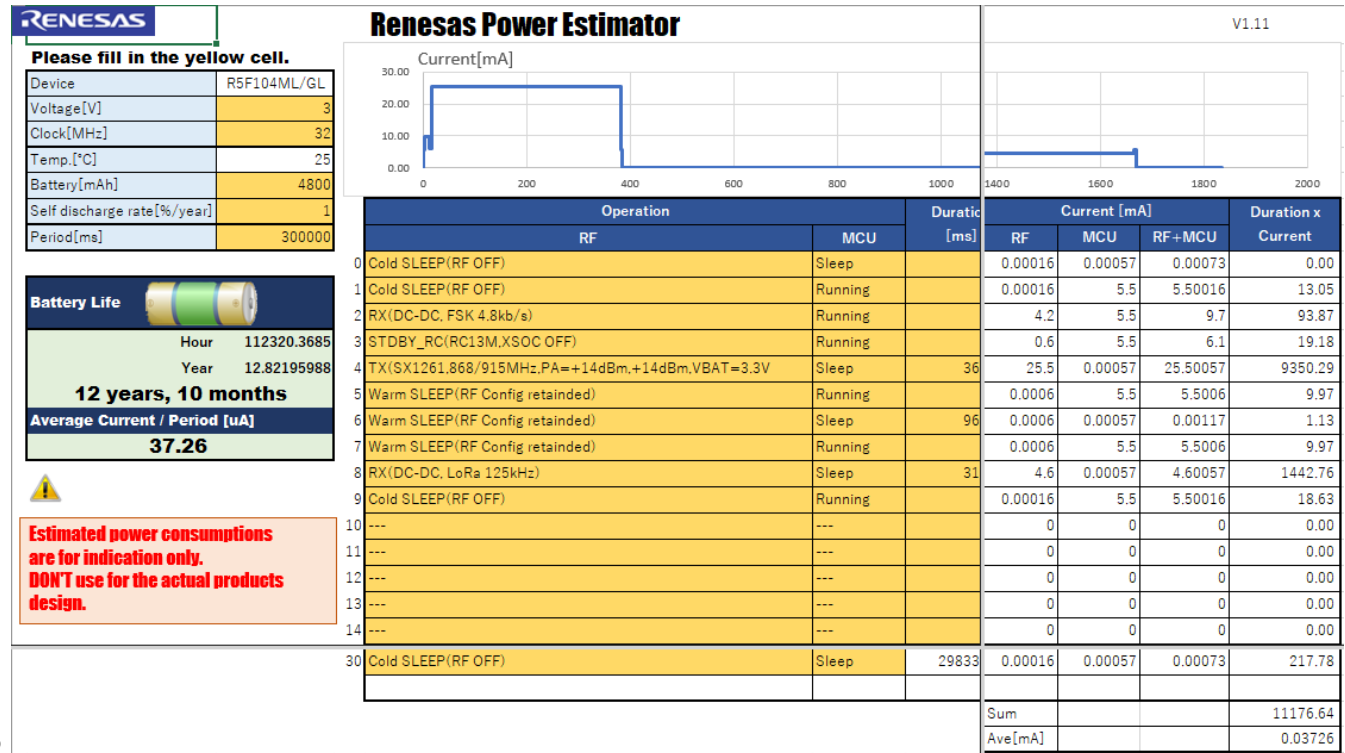 RENESAS
Renesas Power Estimator
V1.11
Please fill in the yellow cell.
Device R5F104ML/GL
Voltage[V] 3
Clock[MHz] 32
Temp.[°C] 25
Battery[mAh] 4800
Self discharge rate[%/year] 1
Period[ms] 300000
Current[mA]
30.00
20.00
10.00
0.00
0 200 400 600 800 1000 1400 1600 1800 2000
Battery Life
Hour 112320.3685
Year 12.82195988
12 years, 10 months
Average Current / Period [uA]
37.26
Estimated power consumptions
are for indication only.
DON'T use for the actual products
design.
Operation Duratic Current [mA] Duration x
RF MCU [ms] RF MCU RF+MCU Current
0 Cold SLEEP(RF OFF) Sleep 0.00016 0.00057 0.00073 0.00
1 Cold SLEEP(RF OFF) Running 0.00016 5.5 5.50016 13.05
2 RX(DC-DC, FSK 4.8kb/s) Running 4.2 5.5 9.7 93.87
3 STDBY_RC(RC13M,XSOC OFF) Running 0.6 5.5 6.1 19.18
4 TX(SX1261,868/915MHz,PA=+14dBm,+14dBm,VBAT=3.3V Sleep 36 25.5 0.00057 25.50057 9350.29
5 Warm SLEEP(RF Config retainded) Running 0.0006 5.5 5.5006 9.97
6 Warm SLEEP(RF Config retainded) Sleep 96 0.0006 0.00057 0.00117 1.13
7 Warm SLEEP(RF Config retainded) Running 0.0006 5.5 5.5006 9.97
8 RX(DC-DC, LoRa 125kHz) Sleep 31 4.6 0.00057 4.60057 1442.76
9 Cold SLEEP(RF OFF) Running 0.00016 5.5 5.50016 18.63
10 --- --- 0 0 0 0.00
11 --- --- 0 0 0 0.00
12 --- --- 0 0 0 0.00
13 --- --- 0 0 0 0.00
14 --- --- 0 0 0 0.00
30 Cold SLEEP(RF OFF) Sleep 29833 0.00016 0.00057 0.00073 217.78
Sum 11176.64
Ave[mA] 0.03726